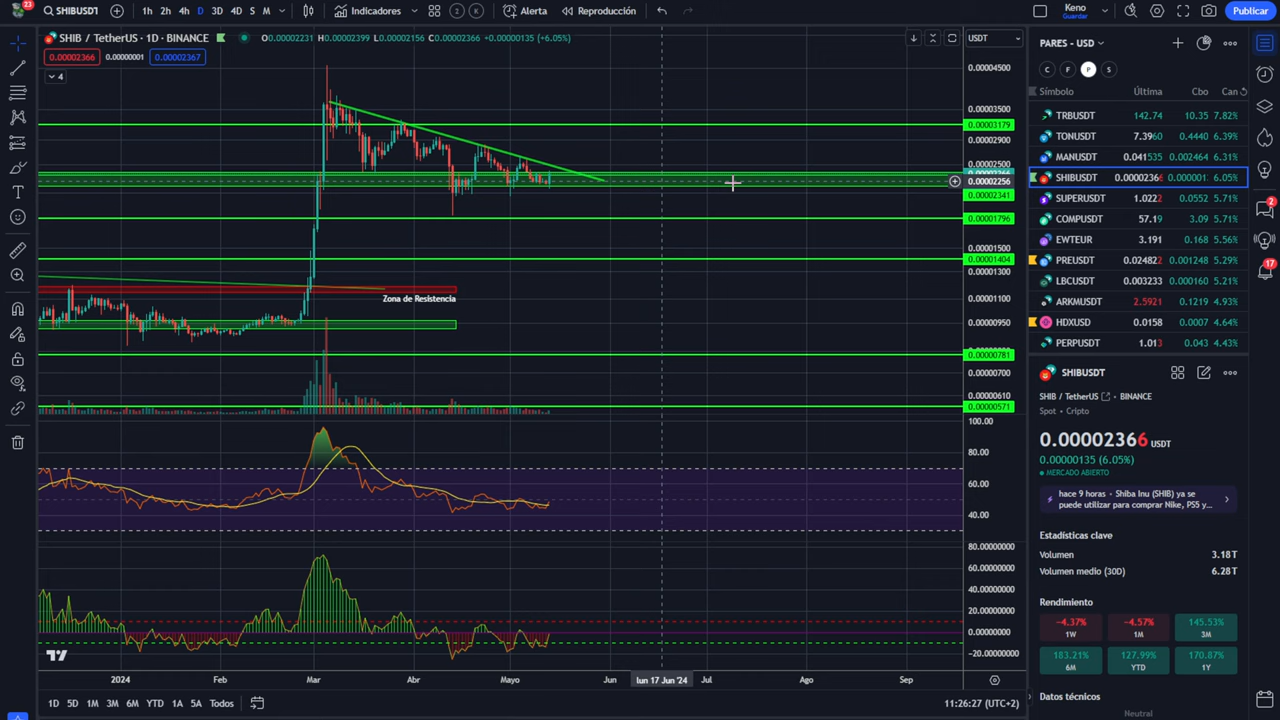 23
SHIBUSDT
1h 2h 4h D 3D 4D S M
Indicadores
2 K
Alerta
Reproducción
Keno
Guardar
Publicar
SHIB / TetherUS · 1D · BINANCE
O0.00002231 H0.00002399 L0.00002156 C0.00002366 +0.00000135 (+6.05%)
0.00002366 0.00000001 0.00002367
4
USDT
0.00004500
0.00003500
0.00003179
0.00002900
0.00002500
0.00002256
0.00002341
0.00001796
0.00001500
0.00001404
0.00001300
0.00001100
0.00000950
0.00000781
0.00000700
0.00000610
0.00000571
Zona de Resistencia
100.00
80.00
60.00
40.00
80.00000000
60.00000000
40.00000000
20.00000000
0.00000000
−20.00000000
2024 Feb Mar Abr Mayo Jun lun 17 Jun '24 Jul Ago Sep
1D 5D 1M 3M 6M YTD 1A 5A Todos
11:26:27 (UTC+2)
PARES - USD
C F P S
Símbolo Última Cbo Can
TRBUSDT 142.74 10.35 7.82%
TONUSDT 7.3960 0.4440 6.39%
MANUSDT 0.041535 0.002464 6.31%
SHIBUSDT 0.00002366 0.000001 6.05%
SUPERUSDT 1.0222 0.0552 5.71%
COMPUSDT 57.19 3.09 5.71%
EWTEUR 3.191 0.168 5.56%
PREUSDT 0.024822 0.001248 5.29%
LBCUSDT 0.003233 0.000160 5.21%
ARKMUSDT 2.5921 0.1219 4.93%
HDXUSD 0.0158 0.0007 4.64%
PERPUSDT 1.013 0.043 4.43%
SHIBUSDT
SHIB / TetherUS · BINANCE
Spot · Cripto
0.00002366 USDT
0.00000135 (6.05%)
MERCADO ABIERTO
hace 9 horas · Shiba Inu (SHIB) ya se
puede utilizar para comprar Nike, PS5 y...
Estadísticas clave
Volumen 3.18T
Volumen medio (30D) 6.28T
Rendimiento
−4.37% −4.57% 145.53%
1W 1M 3M
183.21% 127.99% 170.87%
6M YTD 1Y
Datos técnicos
Neutral
2
17